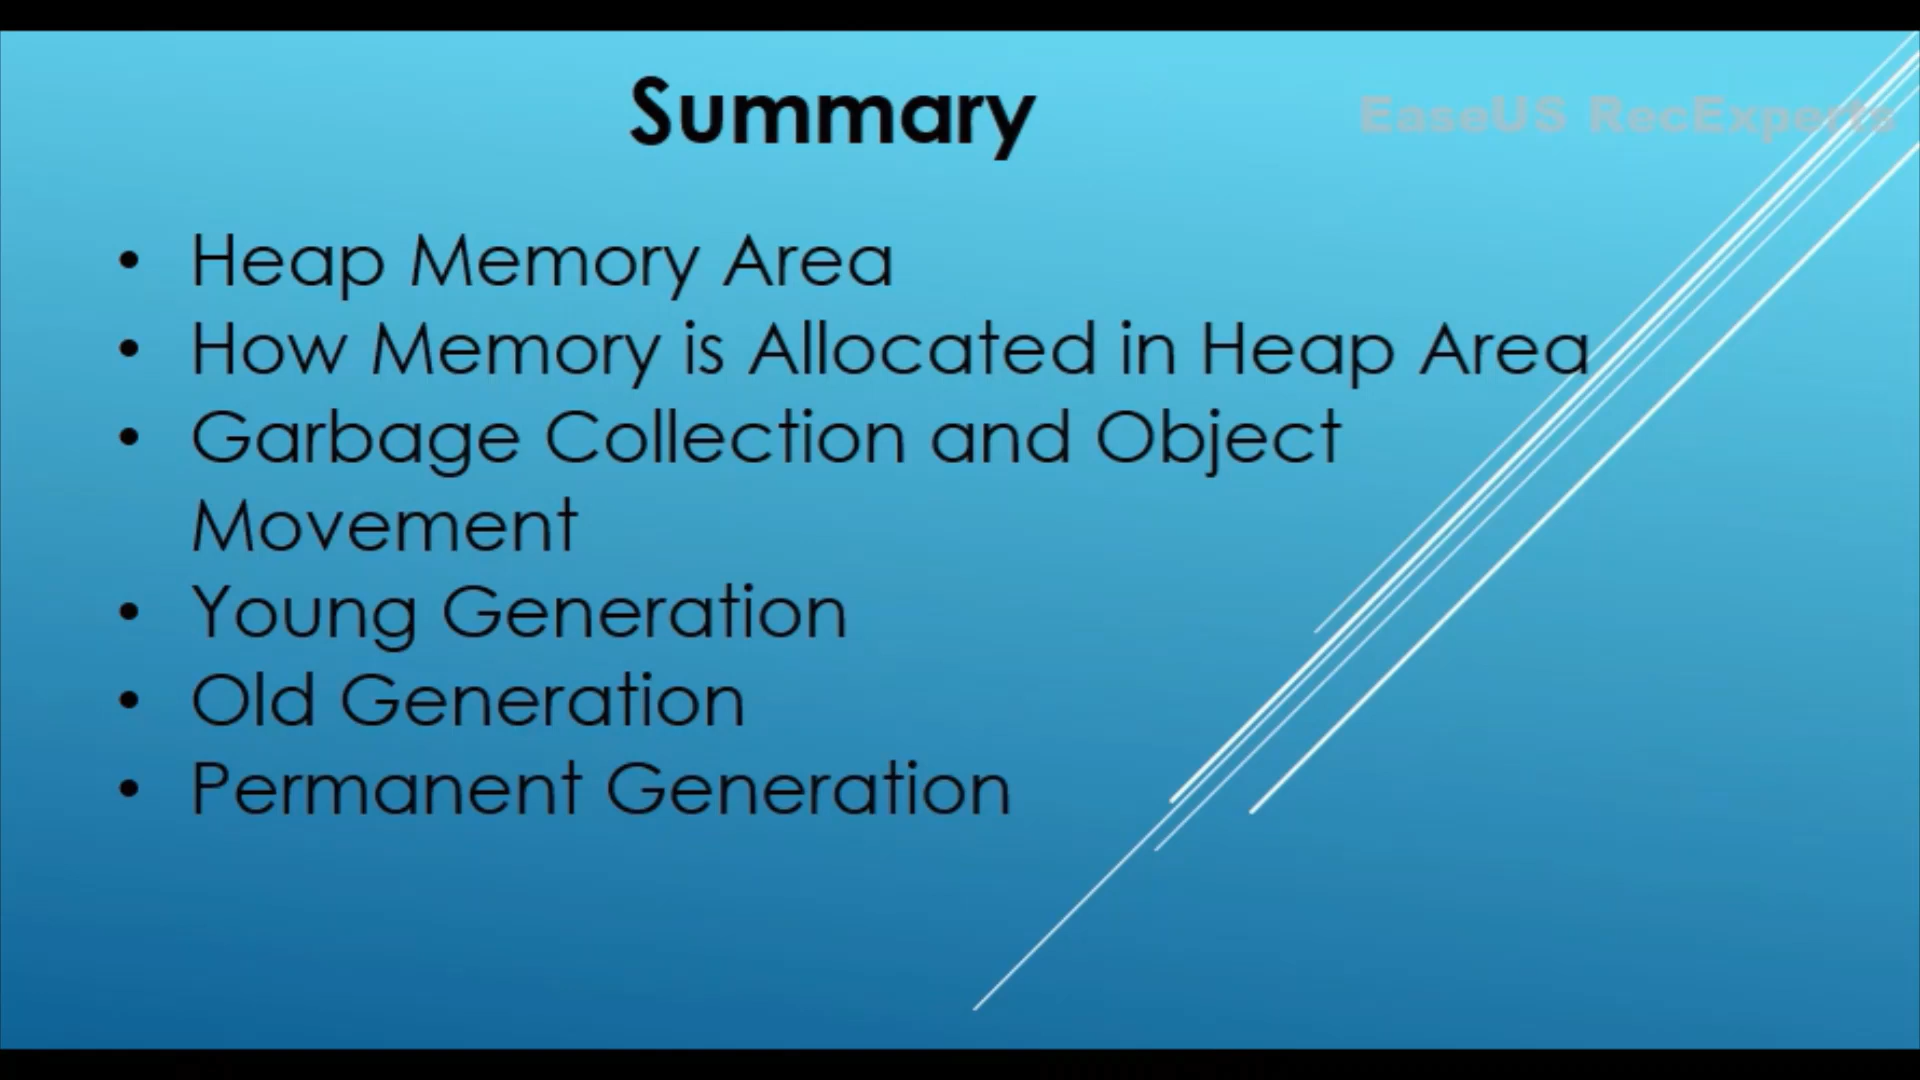 Summary
EaseUS RecExperts
• Heap Memory Area
• How Memory is Allocated in Heap Area
• Garbage Collection and Object
Movement
• Young Generation
• Old Generation
• Permanent Generation